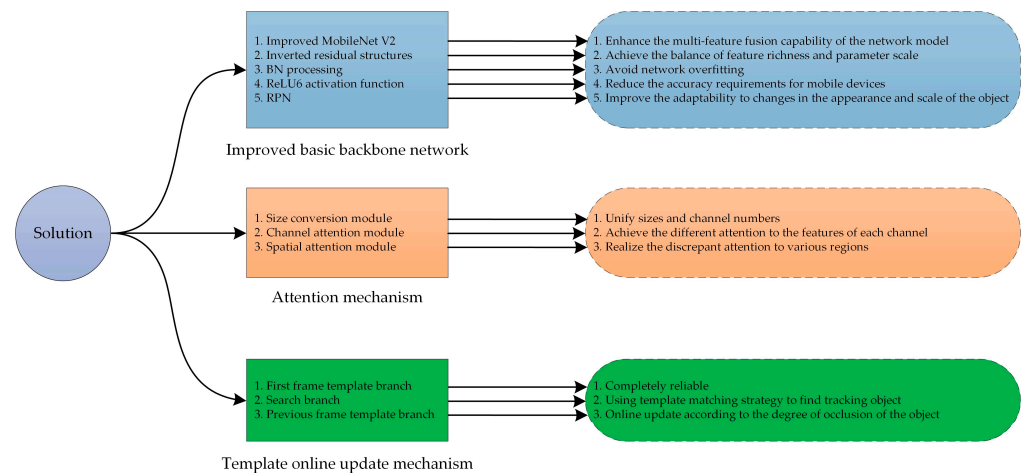 Solution
1. Improved MobileNet V2
2. Inverted residual structures
3. BN processing
4. ReLU6 activation function
5. RPN
1. Enhance the multi-feature fusion capability of the network model
2. Achieve the balance of feature richness and parameter scale
3. Avoid network overfitting
4. Reduce the accuracy requirements for mobile devices
5. Improve the adaptability to changes in the appearance and scale of the object
Improved basic backbone network
1. Size conversion module
2. Channel attention module
3. Spatial attention module
1. Unify sizes and channel numbers
2. Achieve the different attention to the features of each channel
3. Realize the discrepant attention to various regions
Attention mechanism
1. First frame template branch
2. Search branch
3. Previous frame template branch
1. Completely reliable
2. Using template matching strategy to find tracking object
3. Online update according to the degree of occlusion of the object
Template online update mechanism